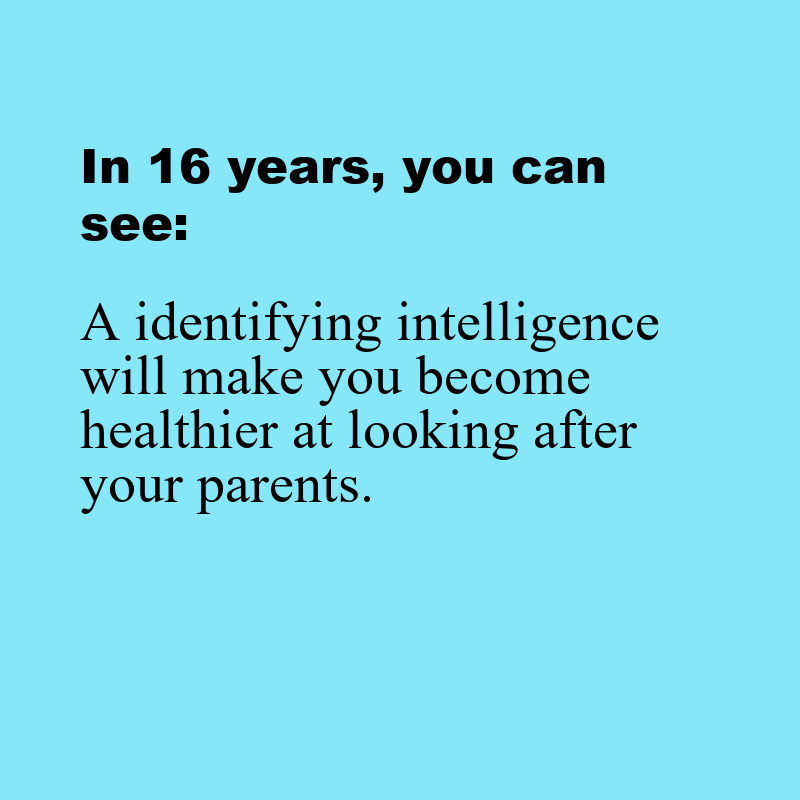 In 16 years, you can
see:
A identifying intelligence
will make you become
healthier at looking after
your parents.